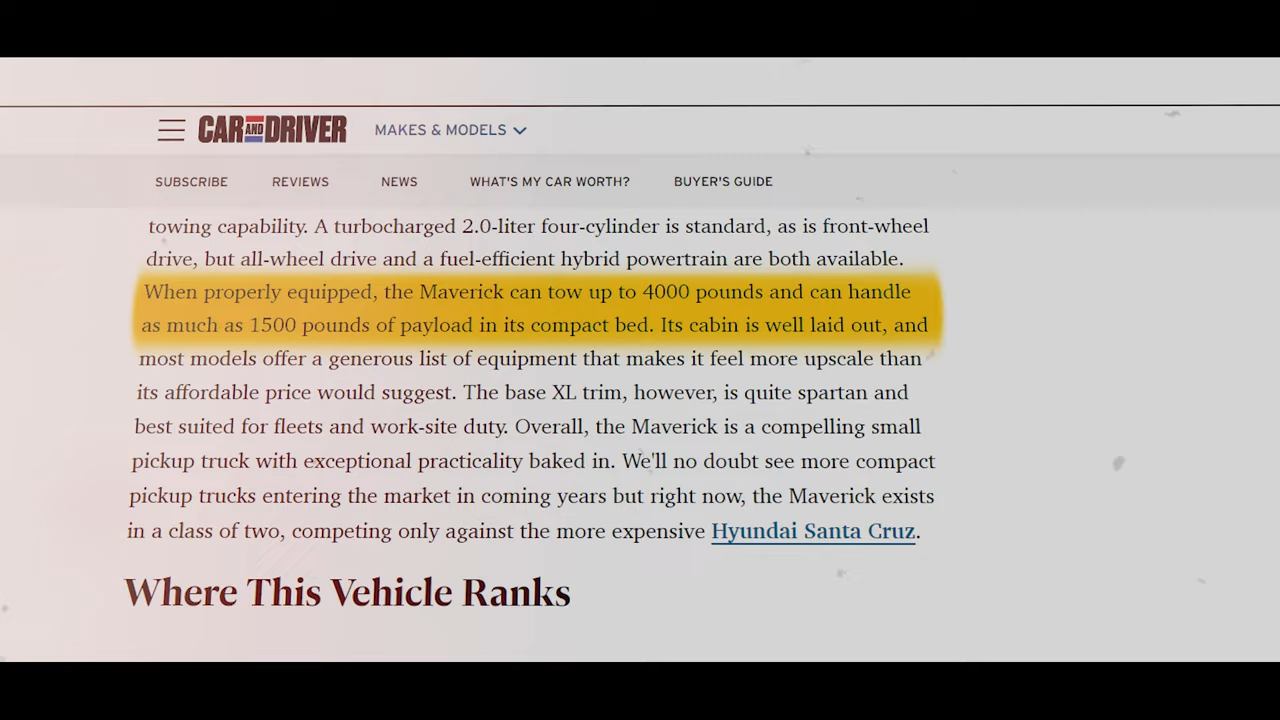 CAR AND DRIVER
MAKES & MODELS
SUBSCRIBE REVIEWS NEWS WHAT'S MY CAR WORTH? BUYER'S GUIDE
towing capability. A turbocharged 2.0-liter four-cylinder is standard, as is front-wheel
drive, but all-wheel drive and a fuel-efficient hybrid powertrain are both available.
When properly equipped, the Maverick can tow up to 4000 pounds and can handle
as much as 1500 pounds of payload in its compact bed. Its cabin is well laid out, and
most models offer a generous list of equipment that makes it feel more upscale than
its affordable price would suggest. The base XL trim, however, is quite spartan and
best suited for fleets and work-site duty. Overall, the Maverick is a compelling small
pickup truck with exceptional practicality baked in. We'll no doubt see more compact
pickup trucks entering the market in coming years but right now, the Maverick exists
in a class of two, competing only against the more expensive Hyundai Santa Cruz.
Where This Vehicle Ranks